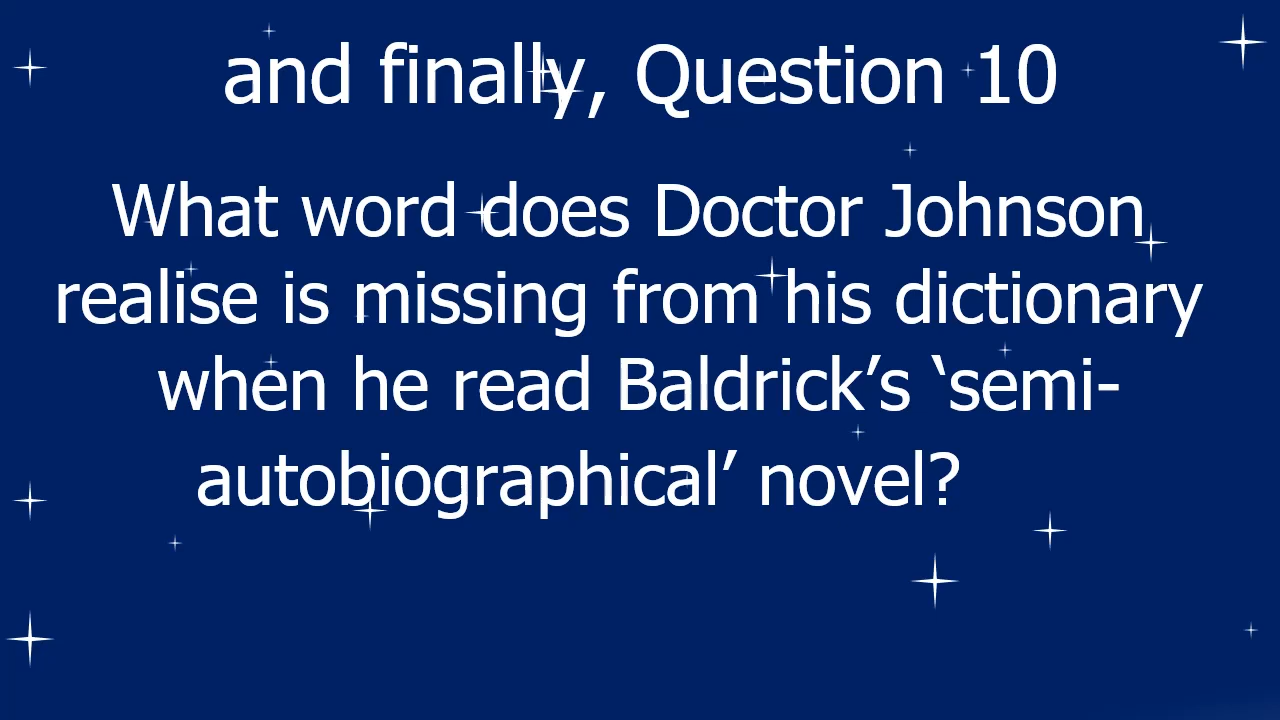 and finally, Question 10
What word does Doctor Johnson
realise is missing from his dictionary
when he read Baldrick’s ‘semi-
autobiographical’ novel?